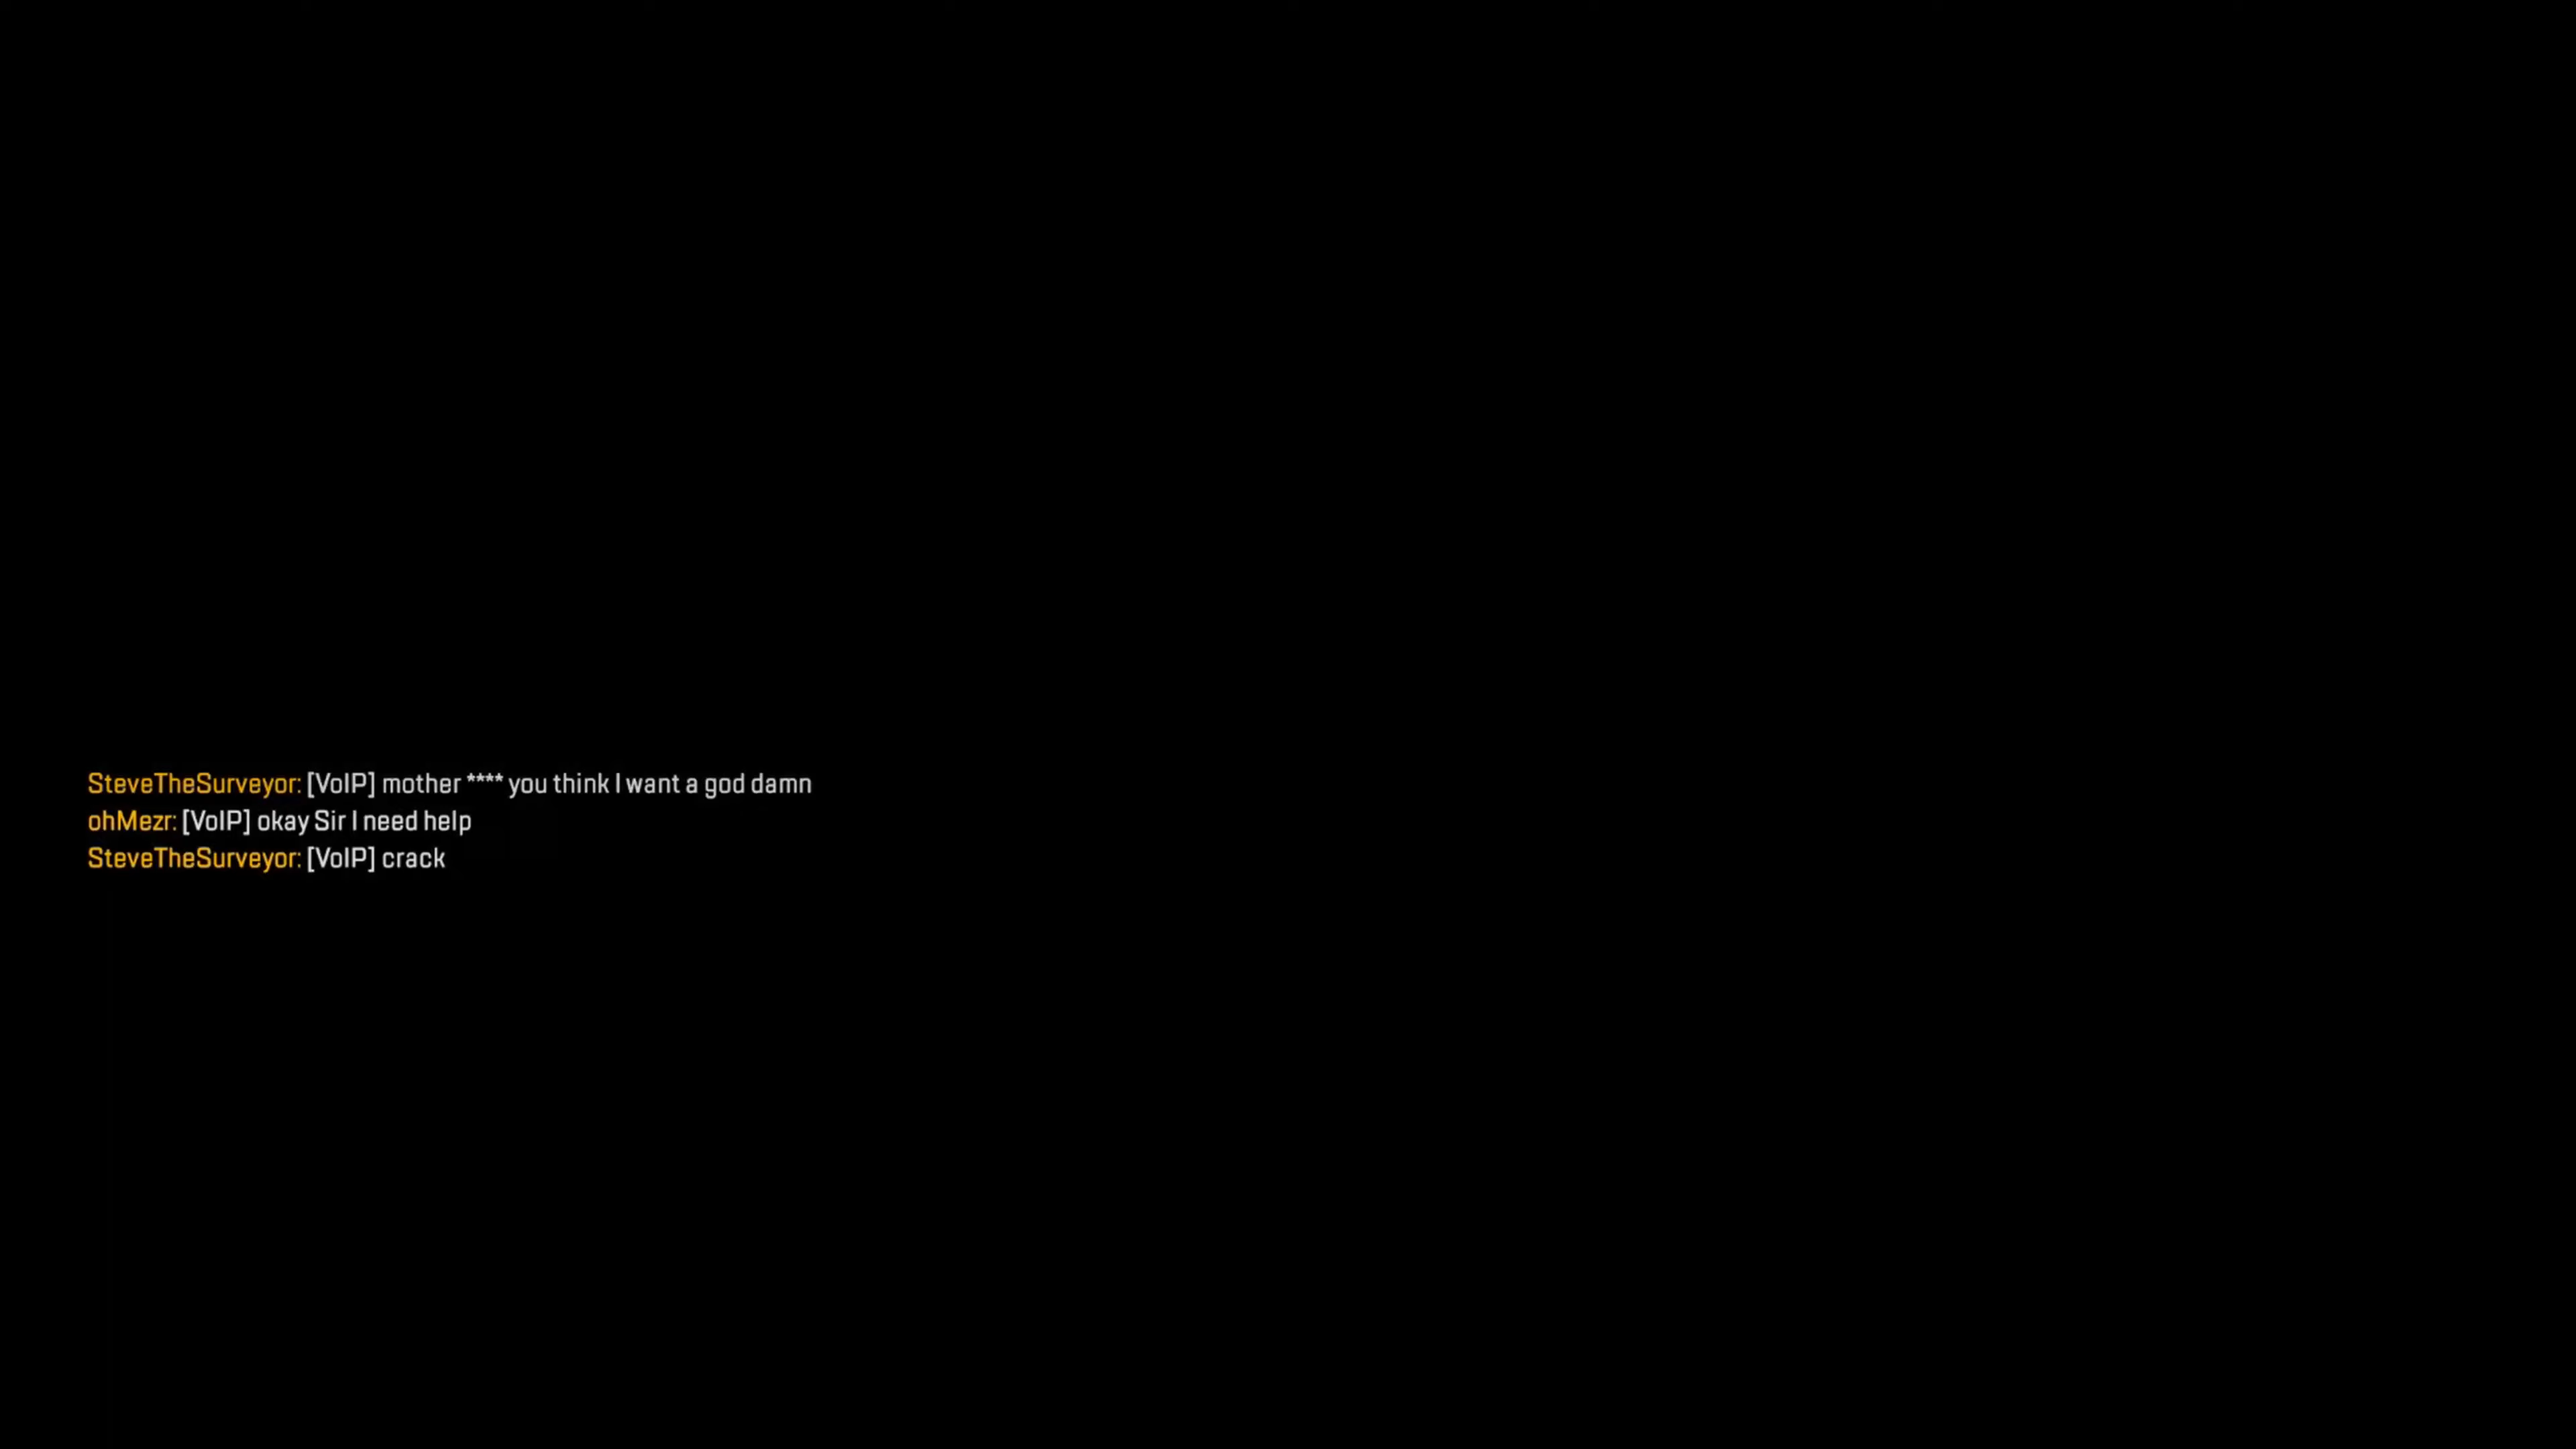 SteveTheSurveyor: [VoIP] mother **** you think I want a god damn
ohMezr: [VoIP] okay Sir I need help
SteveTheSurveyor: [VoIP] crack